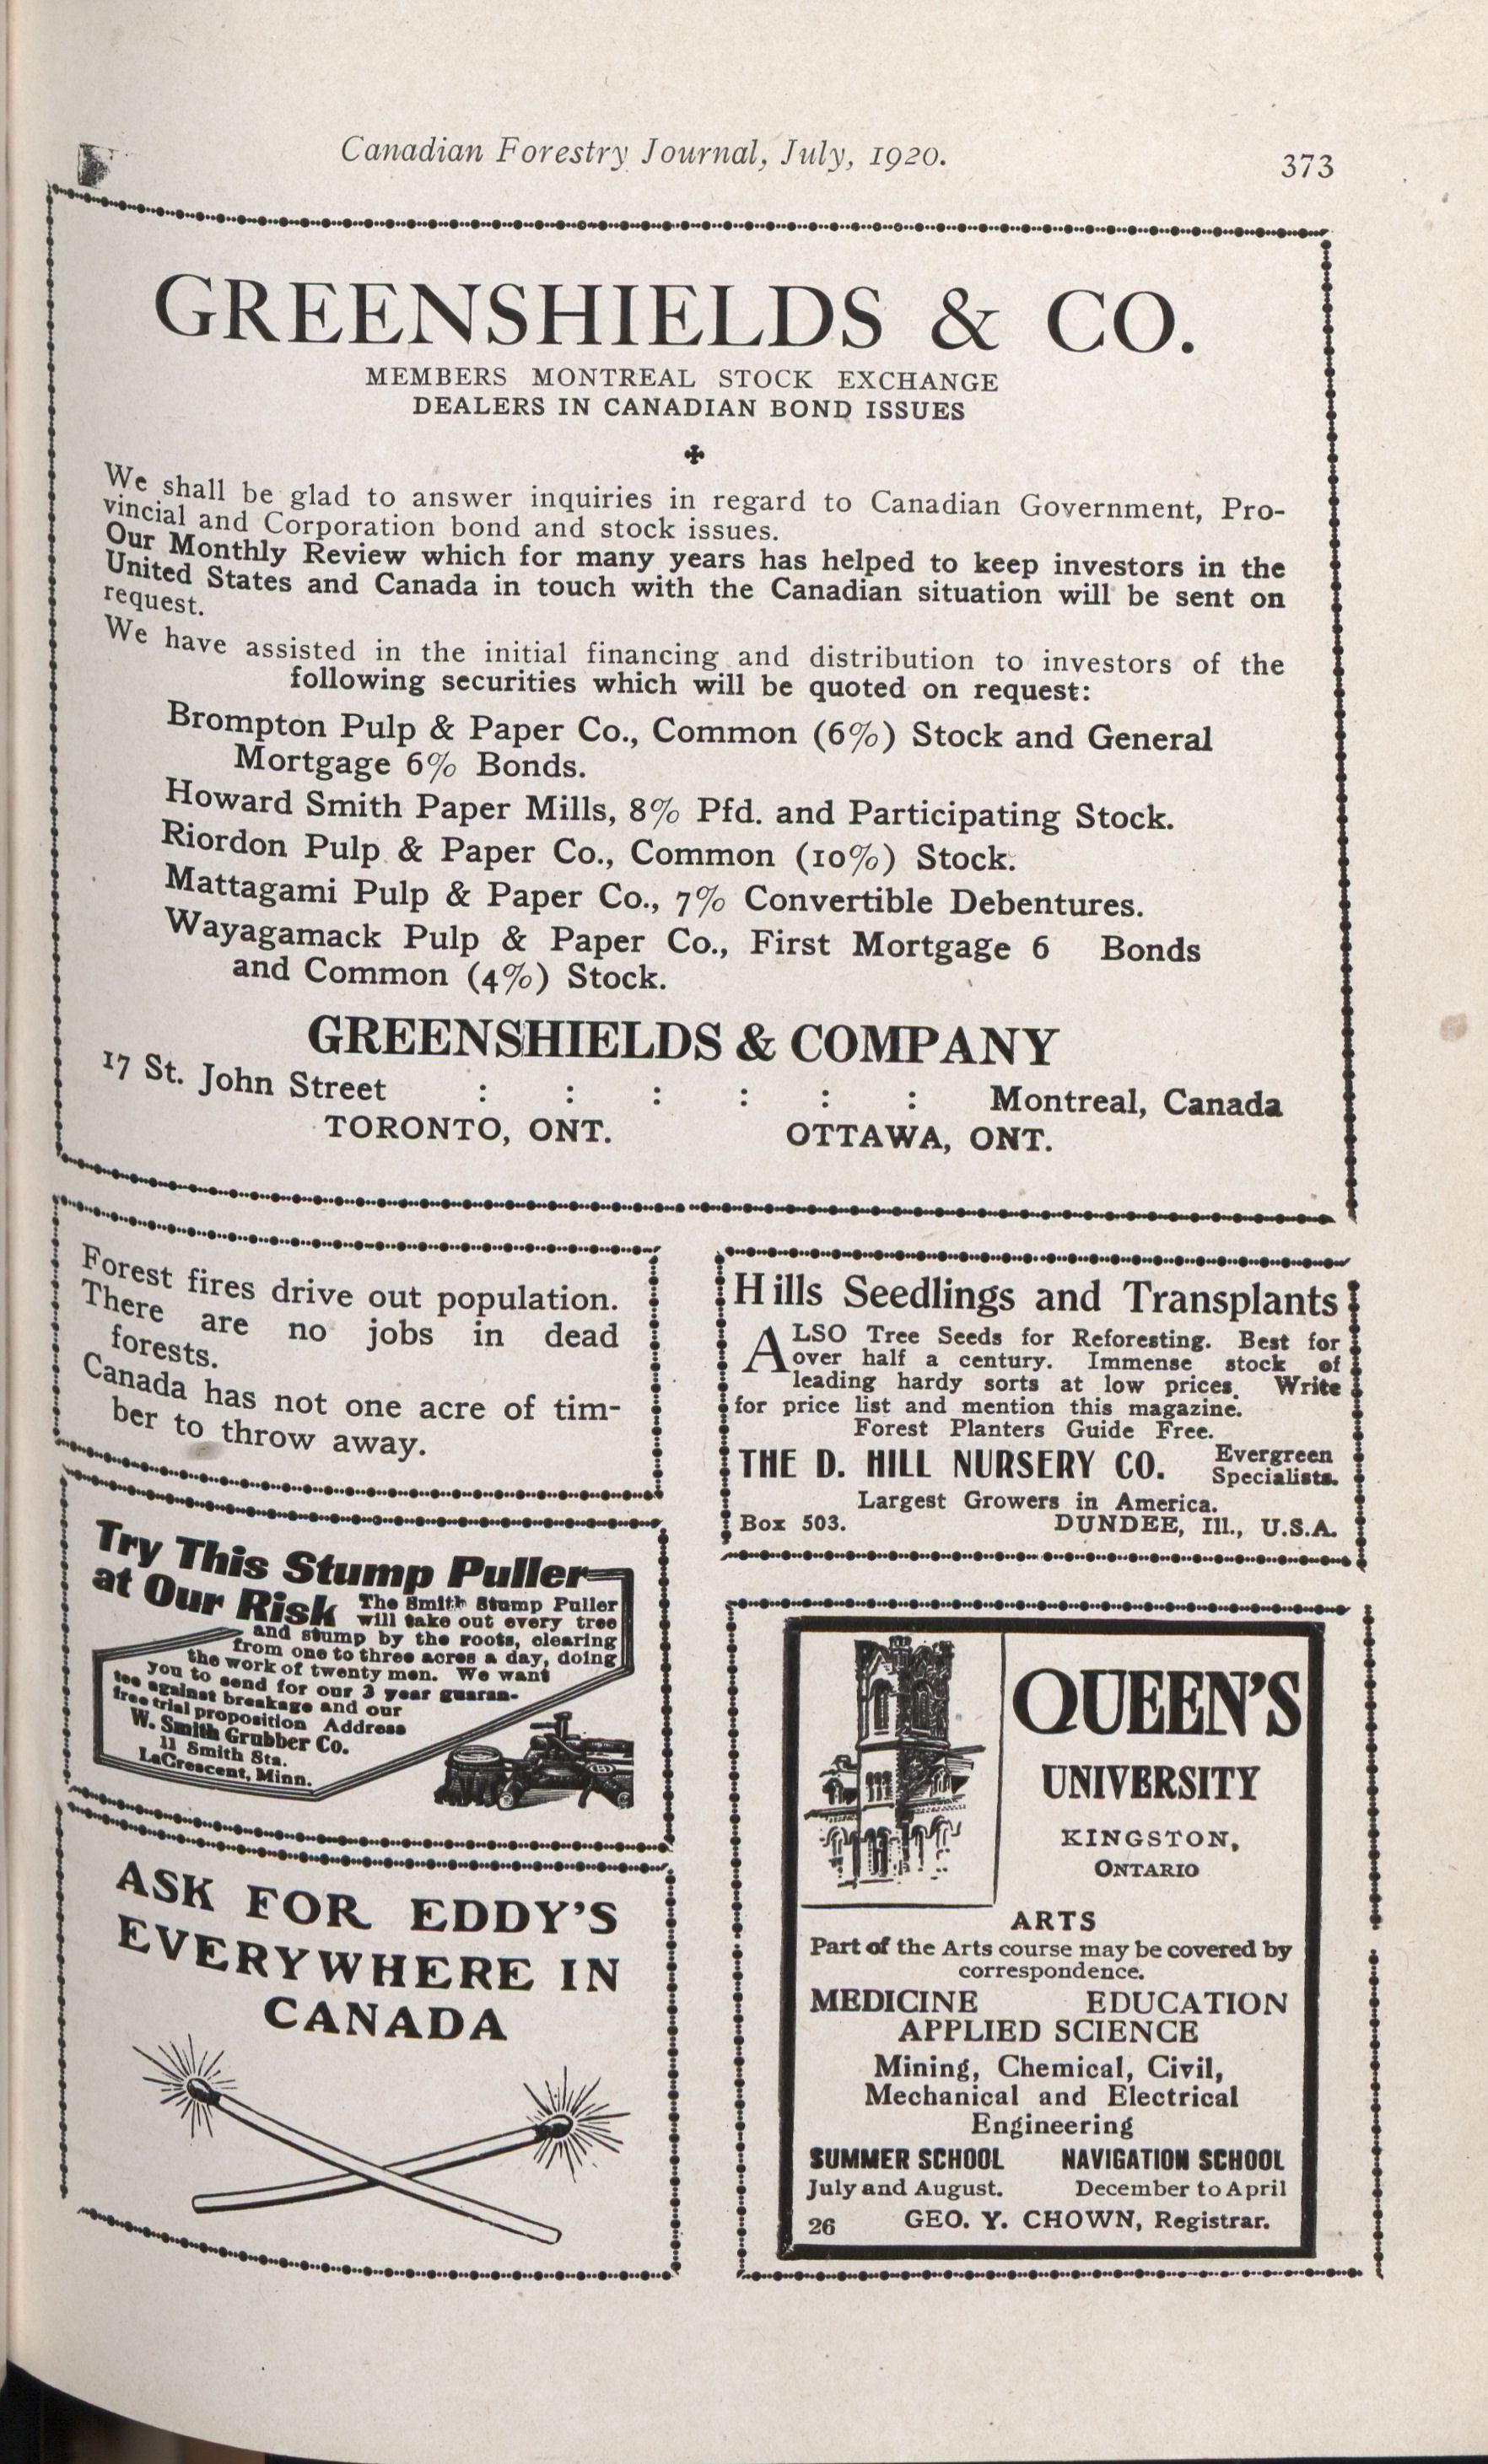 Canadian Forestry Journal, July, 1920.
373
GREENSHIELDS & CO.
MEMBERS MONTREAL STOCK EXCHANGE
DEALERS IN CANADIAN BOND ISSUES
We shall be glad to answer inquiries in regard to Canadian Government, Pro-
vincial and Corporation bond and stock issues.
Our Monthly Review which for many years has helped to keep investors in the
United States and Canada in touch with the Canadian situation will be sent on
request.
We have assisted in the initial financing and distribution to investors of the
following securities which will be quoted on request:
Brompton Pulp & Paper Co., Common (6%) Stock and General
Mortgage 6% Bonds.
Howard Smith Paper Mills, 8% Pfd. and Participating Stock.
Riordon Pulp & Paper Co., Common (10%) Stock.
Mattagami Pulp & Paper Co., 7% Convertible Debentures.
Wayagamack Pulp & Paper Co., First Mortgage 6 Bonds
and Common (4%) Stock.
GREENSHIELDS & COMPANY
17 St. John Street : : : : : : Montreal, Canada
TORONTO, ONT. OTTAWA, ONT.
Forest fires drive out population.
There are no jobs in dead
forests.
Canada has not one acre of tim-
ber to throw away.
Try This Stump Puller
at Our Risk The Smith Stump Puller
will take out every tree
and stump by the roots, clearing
from one to three acres a day, doing
the work of twenty men. We want
you to send for our 3 year guaran-
tee against breakage and our
free trial proposition Address
W. Smith Grubber Co.
11 Smith Sta.
LaCrescent, Minn.
ASK FOR EDDY'S
EVERYWHERE IN
CANADA
Hills Seedlings and Transplants
ALSO Tree Seeds for Reforesting. Best for
over half a century. Immense stock of
leading hardy sorts at low prices. Write
for price list and mention this magazine.
Forest Planters Guide Free.
THE D. HILL NURSERY CO. Evergreen
Specialists.
Largest Growers in America.
Box 503. DUNDEE, Ill., U.S.A.
QUEEN'S
UNIVERSITY
KINGSTON,
ONTARIO
ARTS
Part of the Arts course may be covered by
correspondence.
MEDICINE EDUCATION
APPLIED SCIENCE
Mining, Chemical, Civil,
Mechanical and Electrical
Engineering
SUMMER SCHOOL NAVIGATION SCHOOL
July and August. December to April
26 GEO. Y. CHOWN, Registrar.